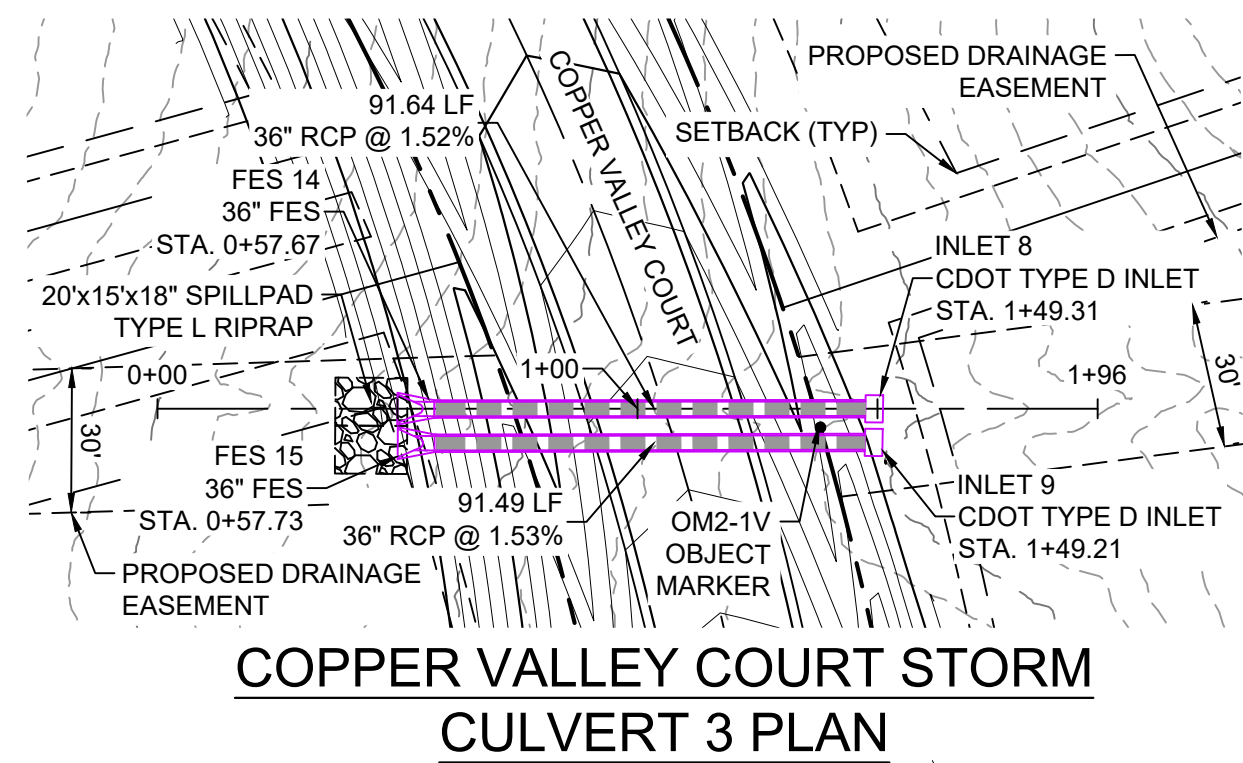 91.64 LF
36" RCP @ 1.52%
COPPER VALLEY COURT
PROPOSED DRAINAGE
EASEMENT
SETBACK (TYP)
FES 14
36" FES
STA. 0+57.67
20'x15'x18" SPILLPAD
TYPE L RIPRAP
COPPER VALLEY COURT
INLET 8
CDOT TYPE D INLET
STA. 1+49.31
0+00
1+00
1+96
30'
30'
FES 15
36" FES
STA. 0+57.73
91.49 LF
36" RCP @ 1.53%
OM2-1V
OBJECT
MARKER
INLET 9
CDOT TYPE D INLET
STA. 1+49.21
PROPOSED DRAINAGE
EASEMENT
COPPER VALLEY COURT STORM
CULVERT 3 PLAN